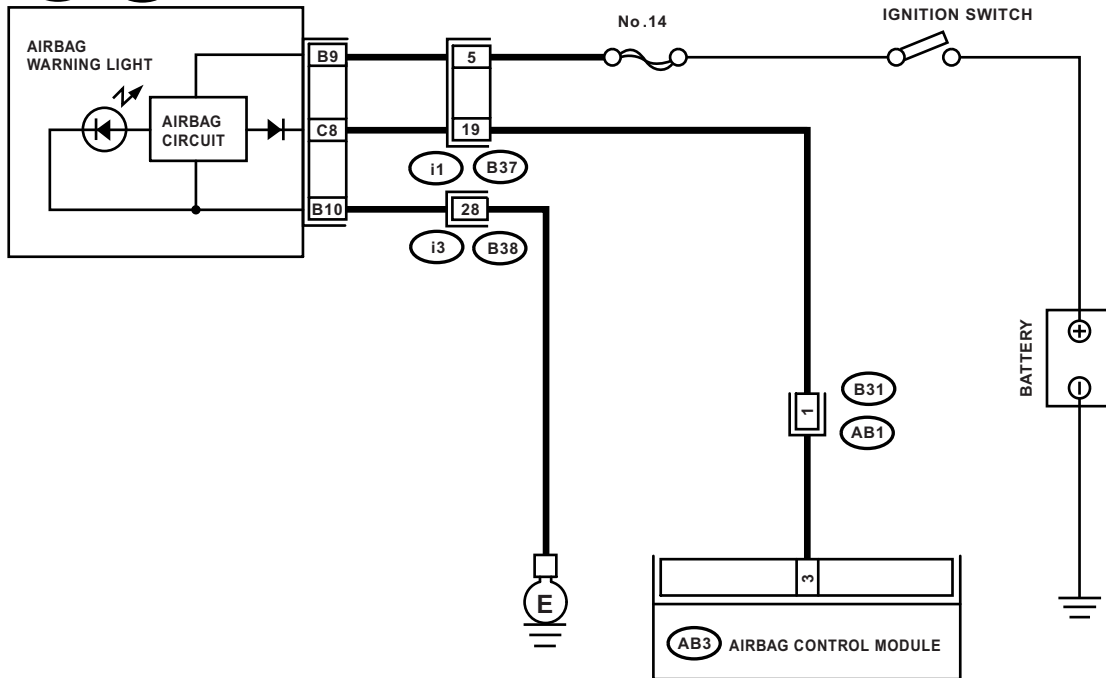 No.14
IGNITION SWITCH
AIRBAG
WARNING LIGHT
AIRBAG
CIRCUIT
B9
5
C8
19
i1
B37
B10
28
i3
B38
BATTERY
B31
1
AB1
E
3
AB3 AIRBAG CONTROL MODULE